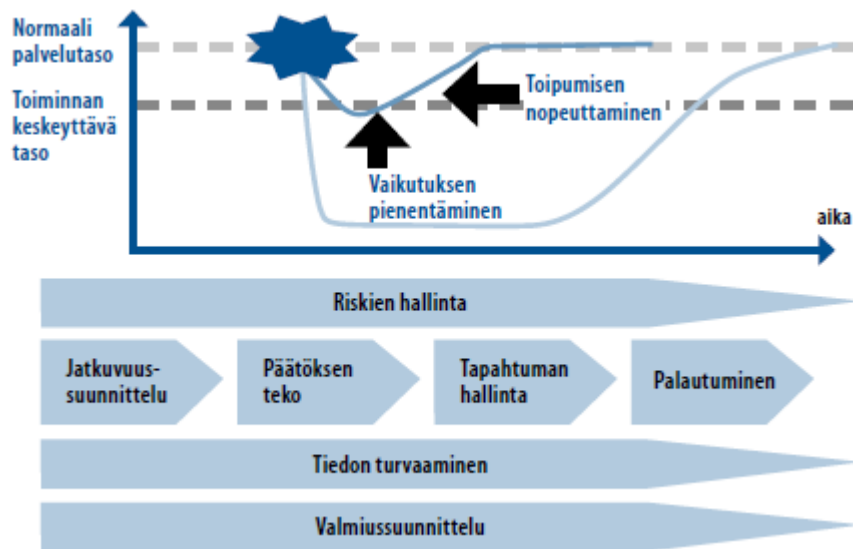 Normaali
palvelutaso
Toiminnan
keskeyttävä
taso
Toipumisen
nopeuttaminen
Vaikutuksen
pienentäminen
aika
Riskien hallinta
Jatkuvuus-
suunnittelu
Päätöksen
teko
Tapahtuman
hallinta
Palautuminen
Tiedon turvaaminen
Valmiussuunnittelu